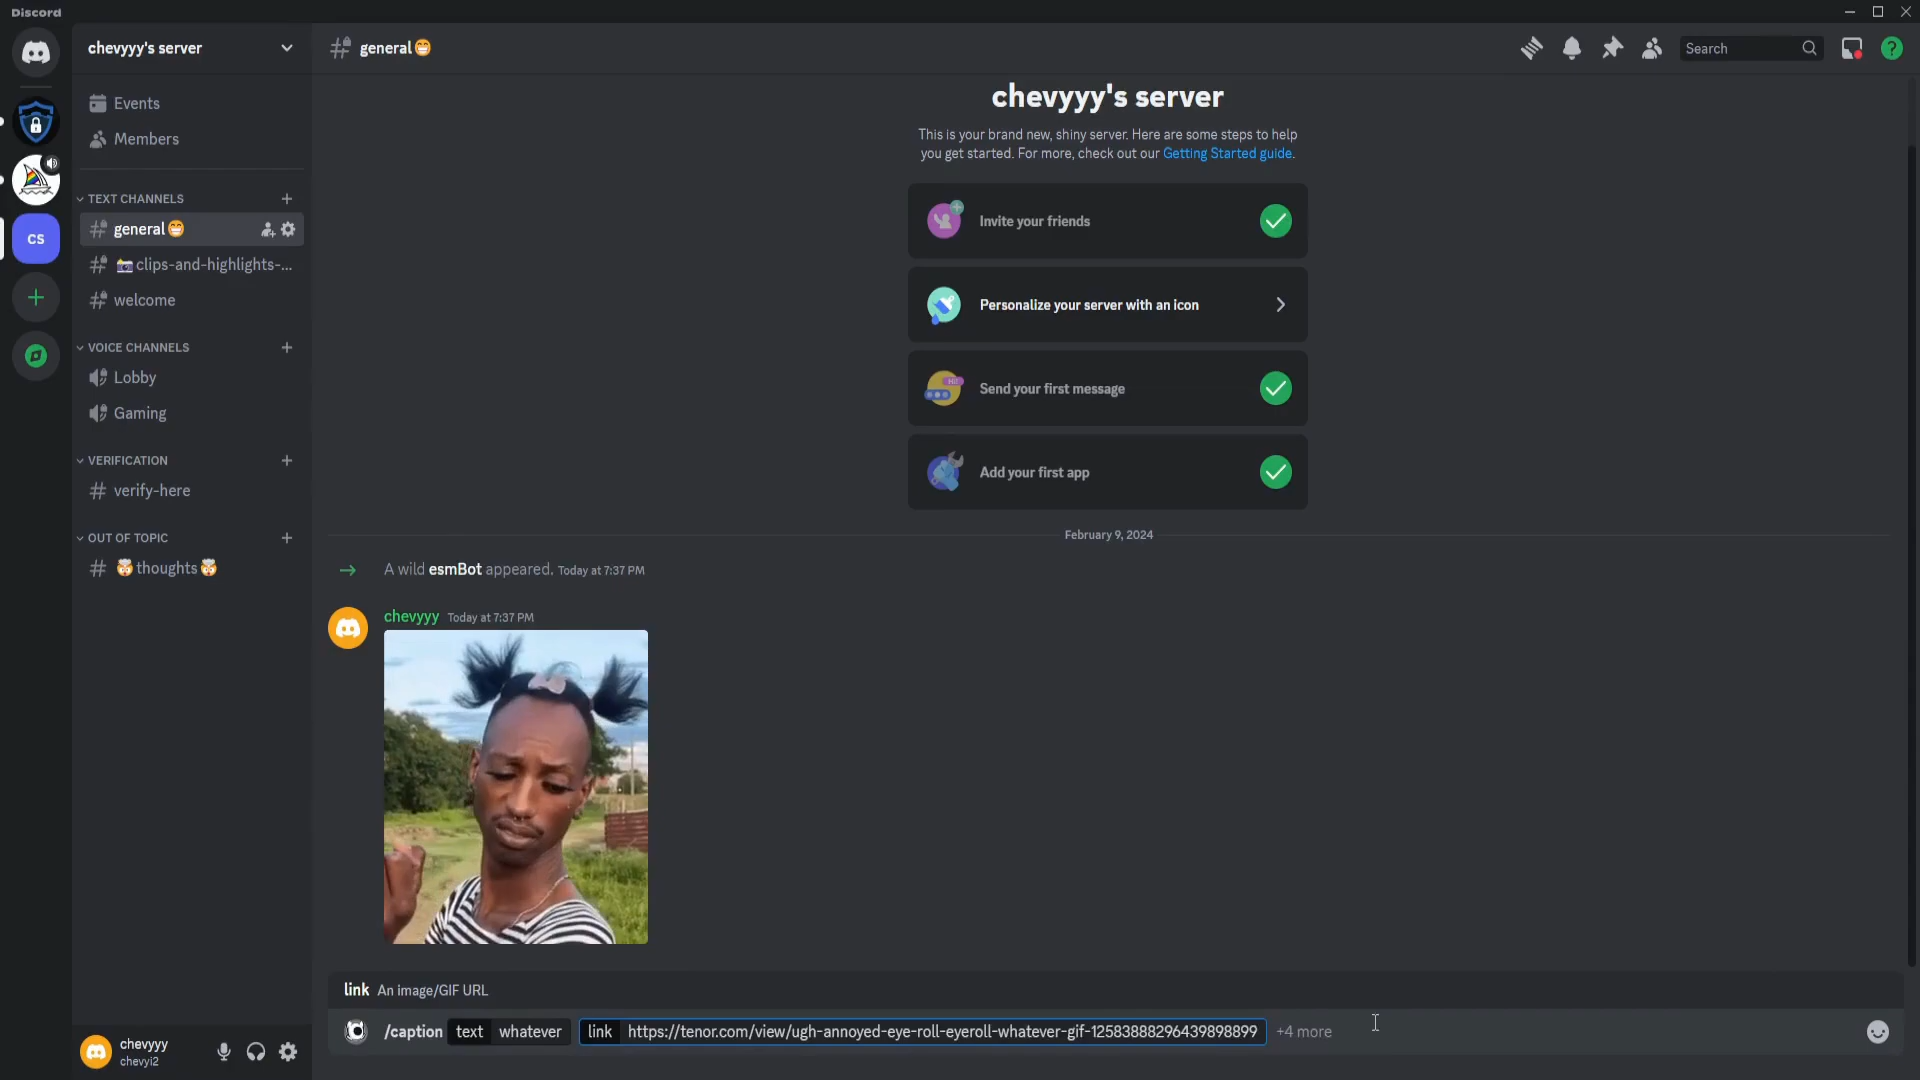 Discord
chevyyy's server
general😁
Search
?
Events
Members
TEXT CHANNELS
general😁
📷clips-and-highlights-...
welcome
VOICE CHANNELS
Lobby
Gaming
VERIFICATION
verify-here
OUT OF TOPIC
🤯thoughts🤯
CS
chevyyy
chevyi2
chevyyy's server
This is your brand new, shiny server. Here are some steps to help
you get started. For more, check out our Getting Started guide.
Invite your friends
Personalize your server with an icon
Send your first message
Add your first app
February 9, 2024
A wild esmBot appeared. Today at 7:37 PM
chevyyy Today at 7:37 PM
link An image/GIF URL
/caption text whatever link https://tenor.com/view/ugh-annoyed-eye-roll-eyeroll-whatever-gif-12583888296439898899 +4 more